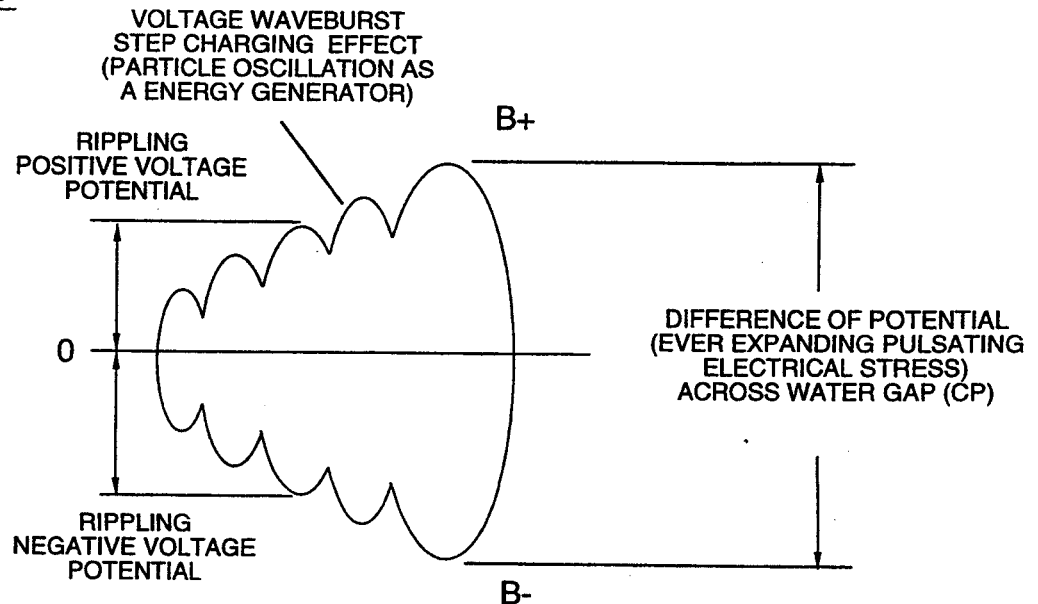 VOLTAGE WAVEBURST
STEP CHARGING EFFECT
(PARTICLE OSCILLATION AS
A ENERGY GENERATOR)
B+
RIPPLING
POSITIVE VOLTAGE
POTENTIAL
0
DIFFERENCE OF POTENTIAL
(EVER EXPANDING PULSATING
ELECTRICAL STRESS)
ACROSS WATER GAP (CP)
RIPPLING
NEGATIVE VOLTAGE
POTENTIAL
B-